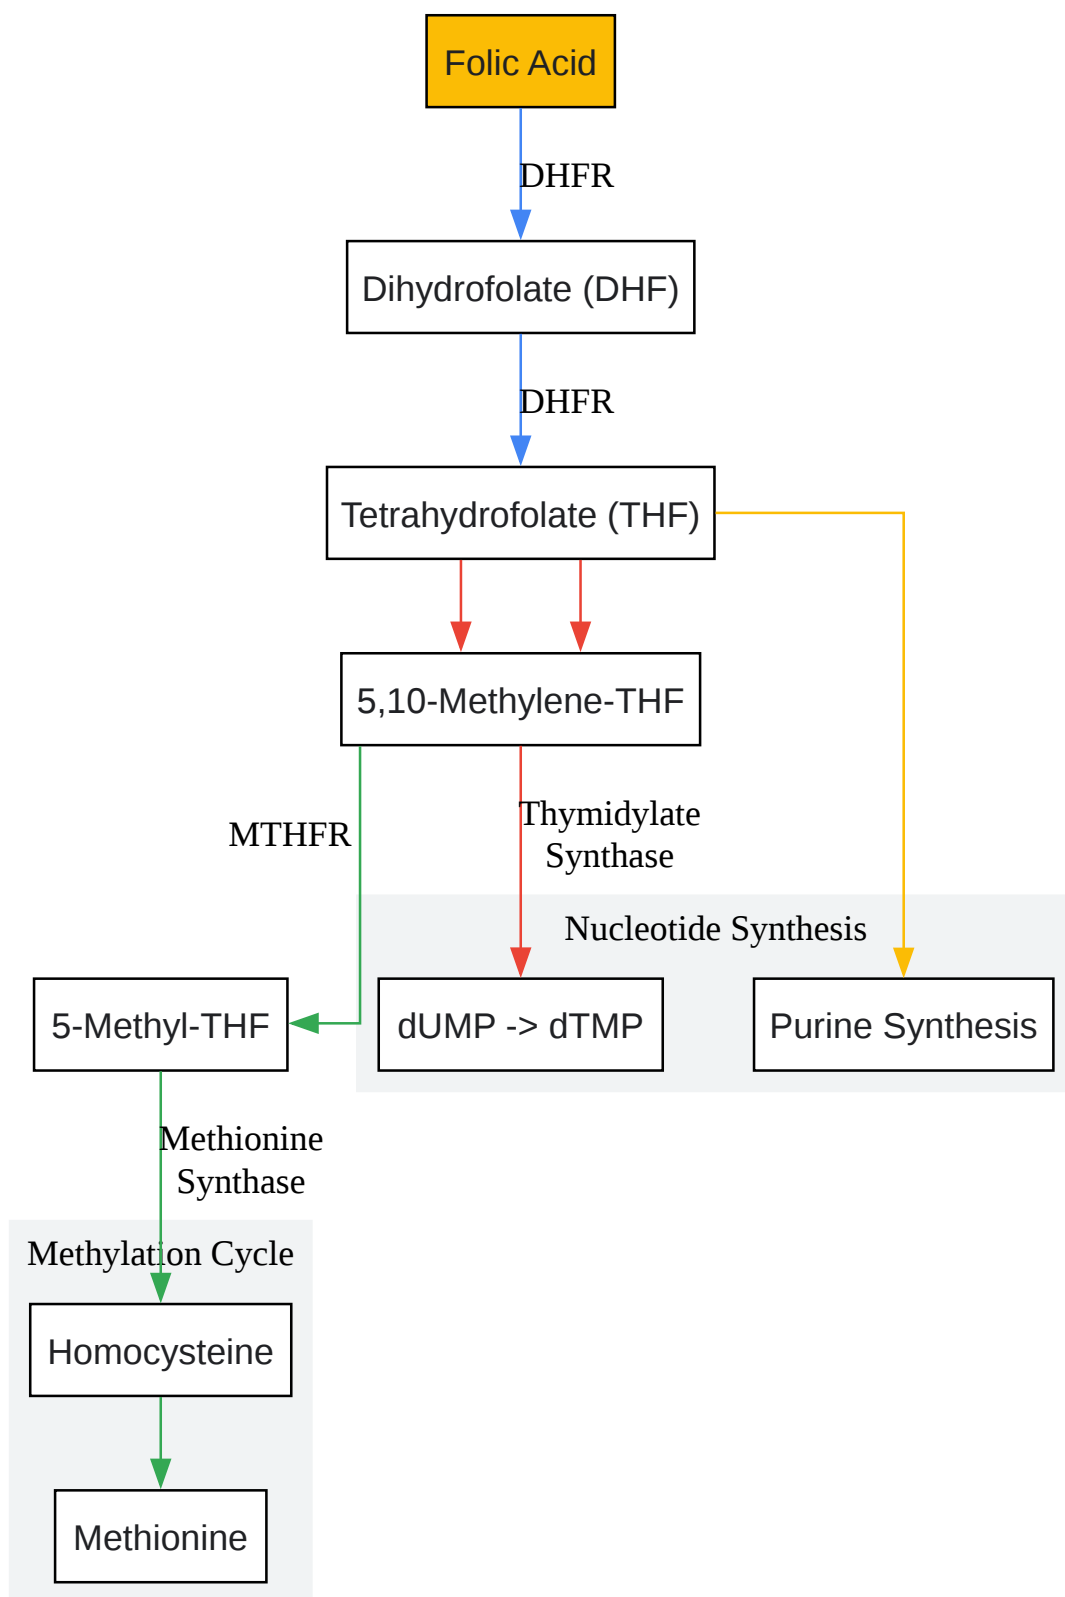 Folic Acid
DHFR
Dihydrofolate (DHF)
DHFR
Tetrahydrofolate (THF)
5,10-Methylene-THF
MTHFR
Thymidylate
Synthase
Nucleotide Synthesis
5-Methyl-THF
dUMP -> dTMP
Purine Synthesis
Methionine
Synthase
Methylation Cycle
Homocysteine
Methionine